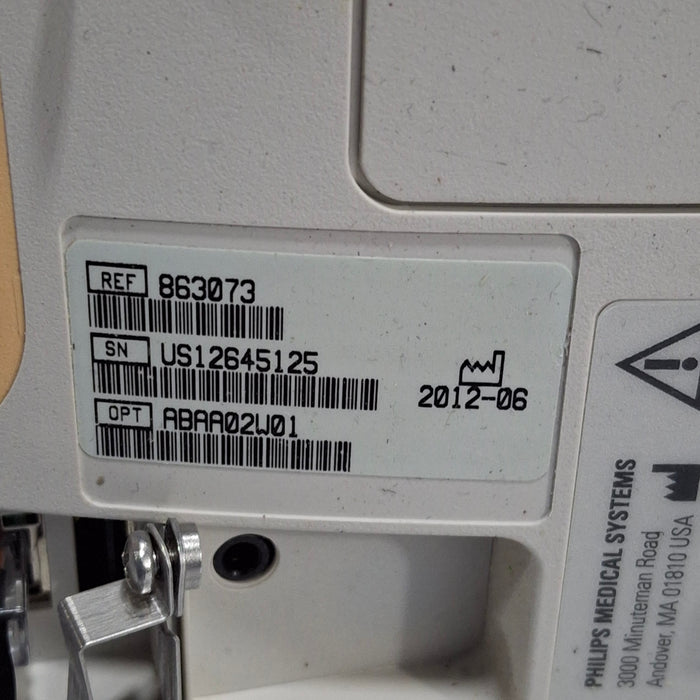 REF 863073
SN US12645125
OPT ABAA02W01
2012-06
PHILIPS MEDICAL SYSTEMS
3000 Minuteman Road
Andover, MA 01810 USA